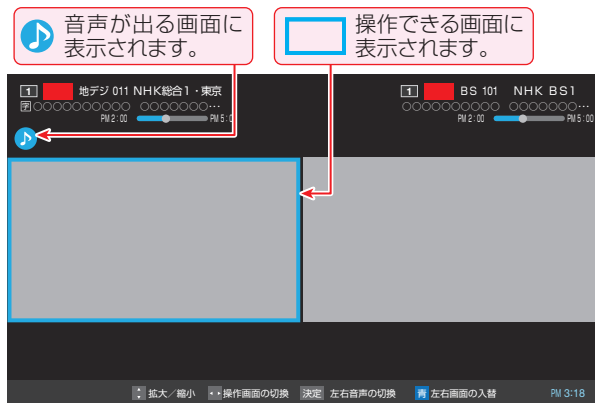 音声が出る画面に
表示されます。
操作できる画面に
表示されます。
1 地デジ 011 NHK総合1・東京
字○○○○○○○○○○ ○○○○○○○…
PM 2:00 PM 5:0
1 BS 101 NHK BS1
○○○○○○○○○○ ○○○○○○○…
PM 2:00 PM 5:00
拡大/縮小 操作画面の切換 決定 左右音声の切換 青 左右画面の入替 PM 3:18